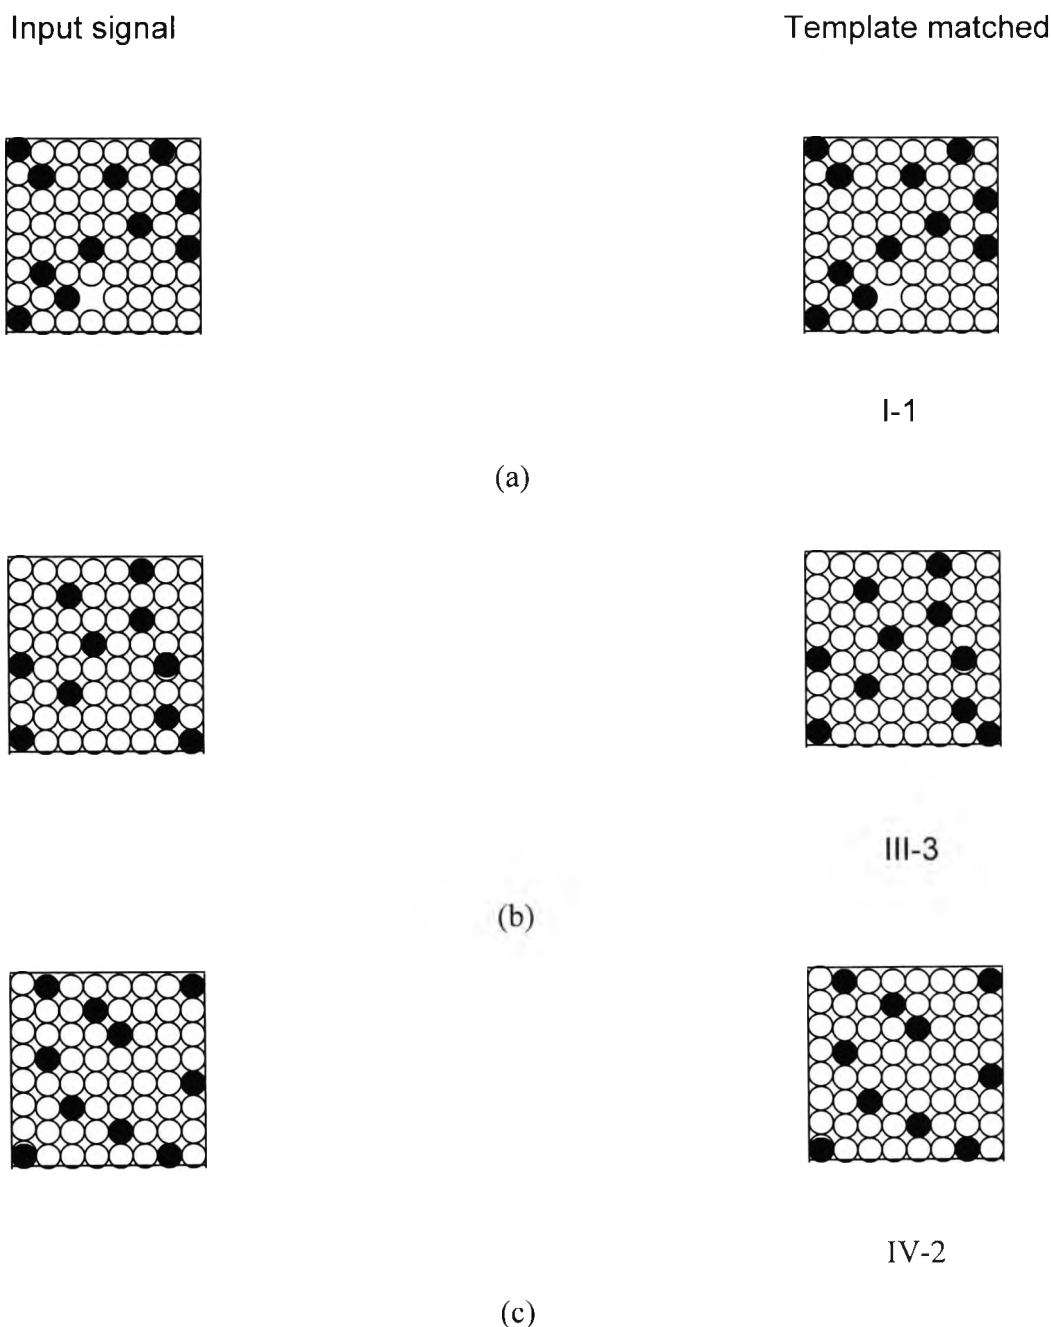 Input signal Template matched
I-1
(a)
III-3
(b)
IV-2
(c)